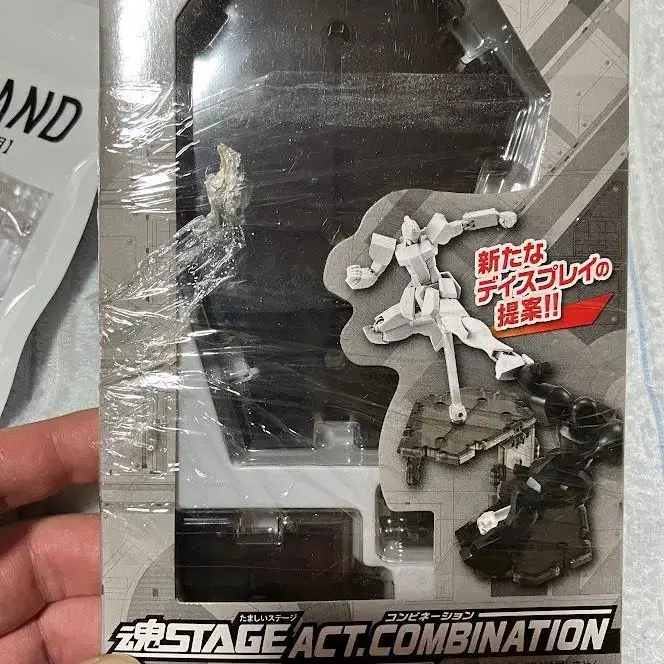 AND
新たな
ディスプレイの
提案!!
たましいステージ コンビネーション
魂STAGE ACT.COMBINATION